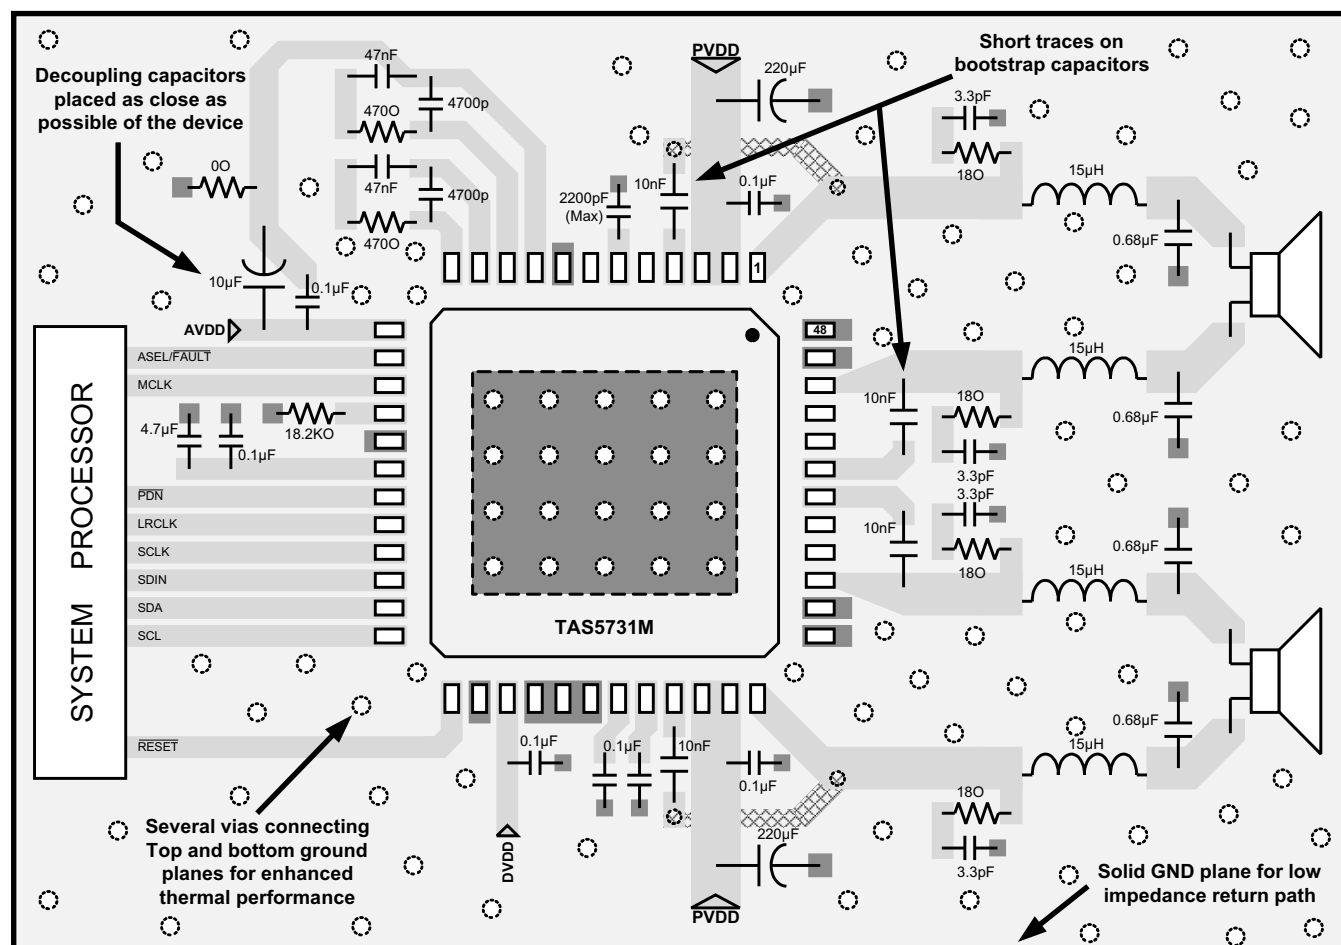 Decoupling capacitors
placed as close as
possible of the device
47nF
4700p
470O
47nF
4700p
470O
0O
10µF
0.1µF
PVDD
220µF
Short traces on
bootstrap capacitors
3.3pF
18O
15µH
0.68µF
2200pF
(Max)
10nF
0.1µF
1
AVDD
48
SYSTEM PROCESSOR
ASEL/FAULT
MCLK
4.7µF
0.1µF
18.2KO
PDN
LRCLK
SCLK
SDIN
SDA
SCL
RESET
TAS5731M
10nF
18O
3.3pF
15µH
0.68µF
3.3pF
10nF
18O
15µH
0.68µF
0.1µF
0.1µF
10nF
0.1µF
15µH
0.68µF
18O
3.3pF
220µF
DVDD
PVDD
Several vias connecting
Top and bottom ground
planes for enhanced
thermal performance
Solid GND plane for low
impedance return path